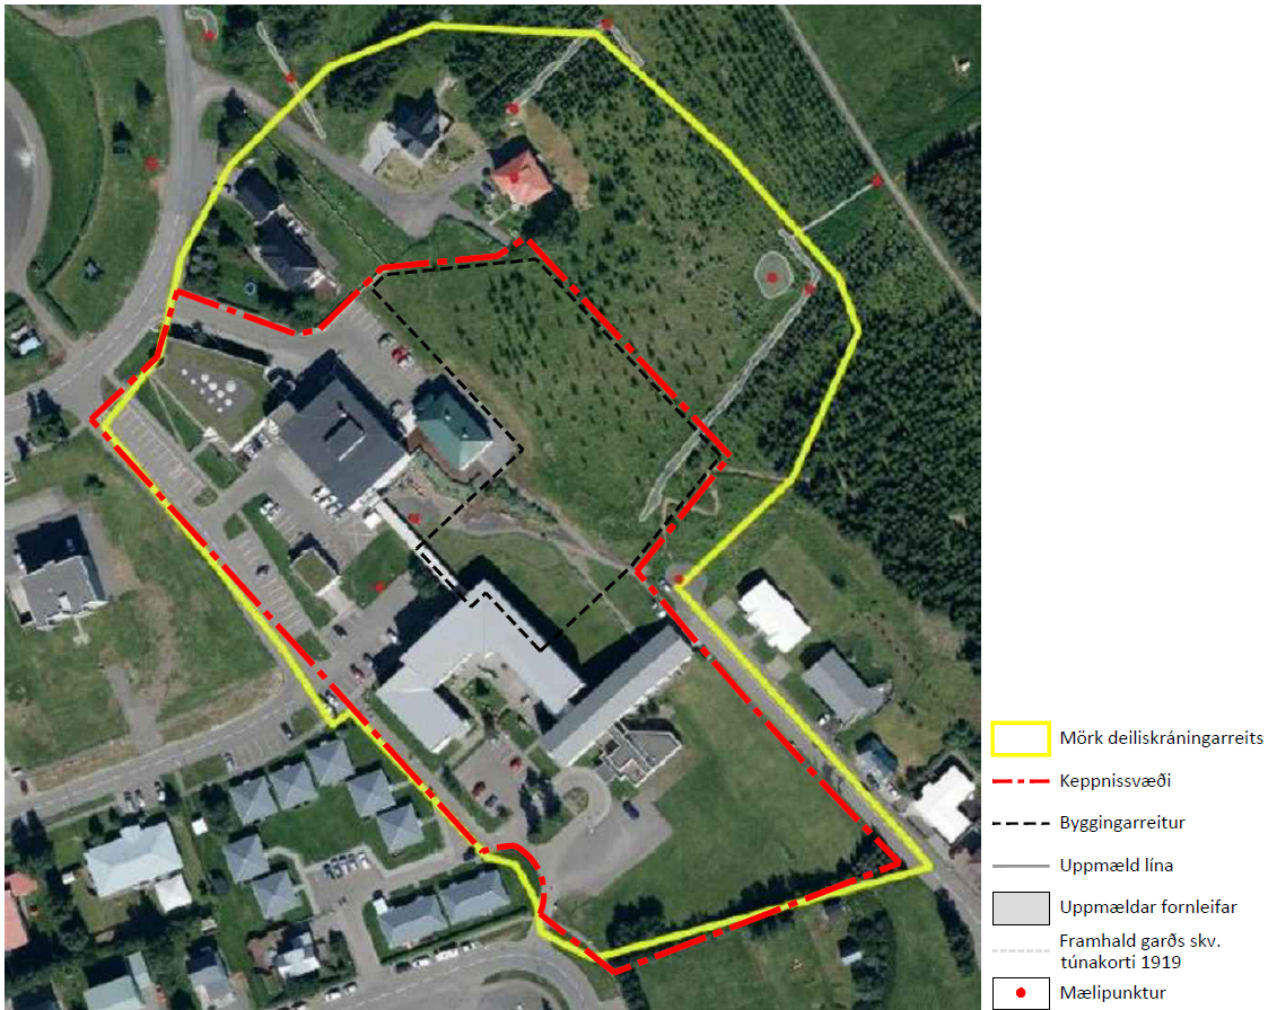 Mörk deiliskráningarreits
Keppnissvæði
Byggingarreitur
Uppmæld lína
Uppmældar fornleifar
Framhald garðs skv.
túnakorti 1919
Mælipunktur